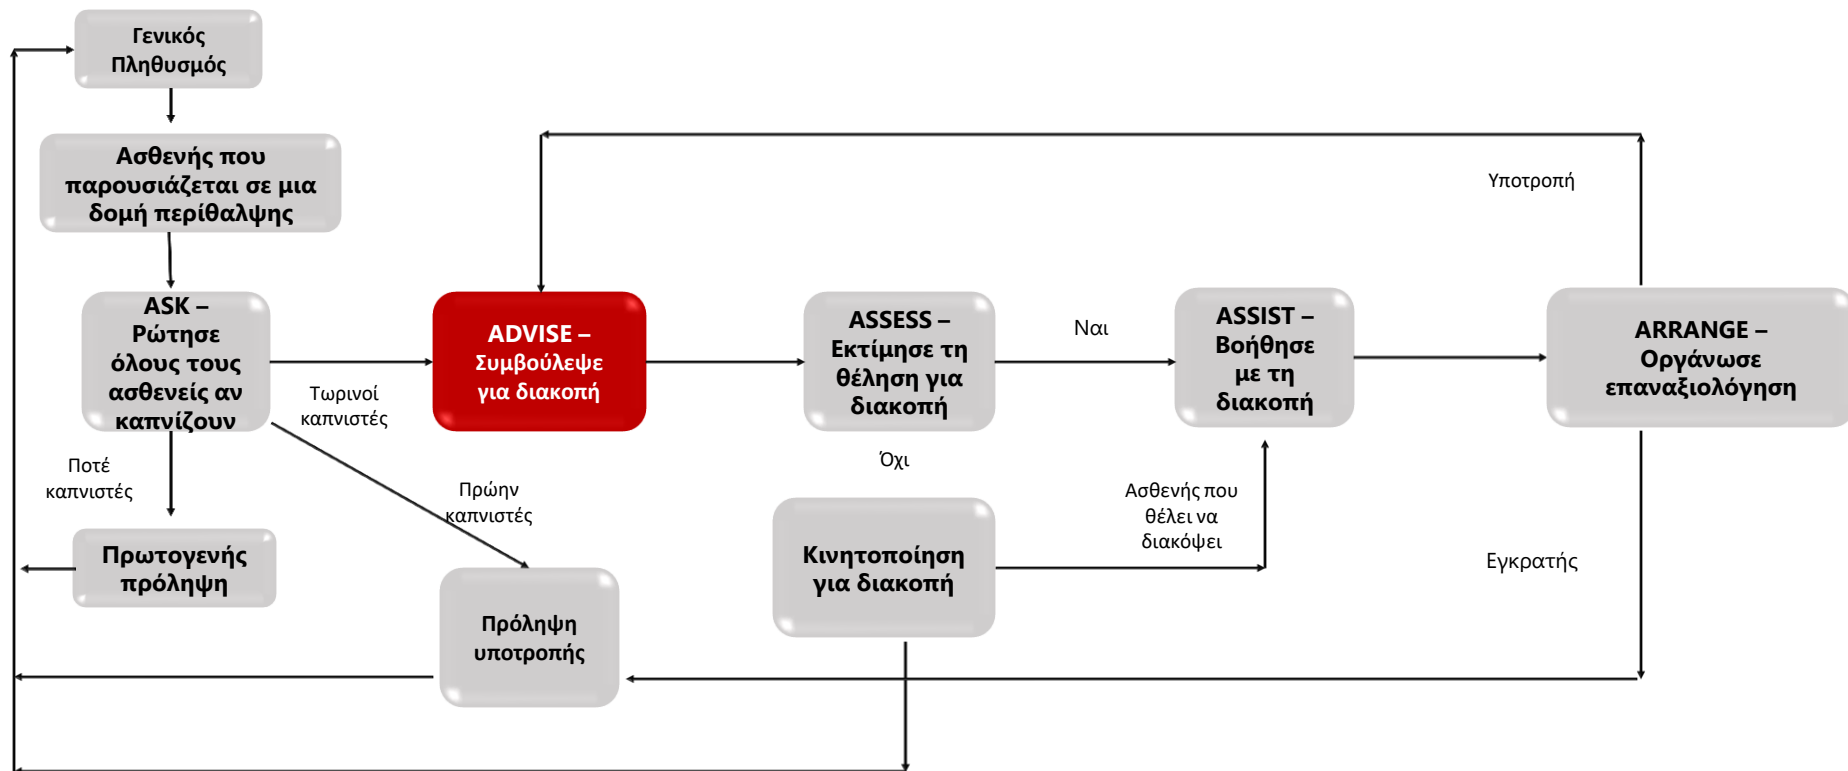 Γενικός
Πληθυσμός
Ασθενής που
παρουσιάζεται σε μια
δομή περίθαλψης
ASK –
Ρώτησε
όλους τους
ασθενείς αν
καπνίζουν
Τωρινοί
καπνιστές
ADVISE –
Συμβούλεψε
για διακοπή
ASSESS –
Εκτίμησε τη
θέληση για
διακοπή
Ναι
ASSIST –
Βοήθησε
με τη
διακοπή
ARRANGE –
Οργάνωσε
επαναξιολόγηση
Υποτροπή
Ποτέ
καπνιστές
Πρώην
καπνιστές
Όχι
Ασθενής που
θέλει να
διακόψει
Εγκρατής
Πρωτογενής
πρόληψη
Κινητοποίηση
για διακοπή
Πρόληψη
υποτροπής